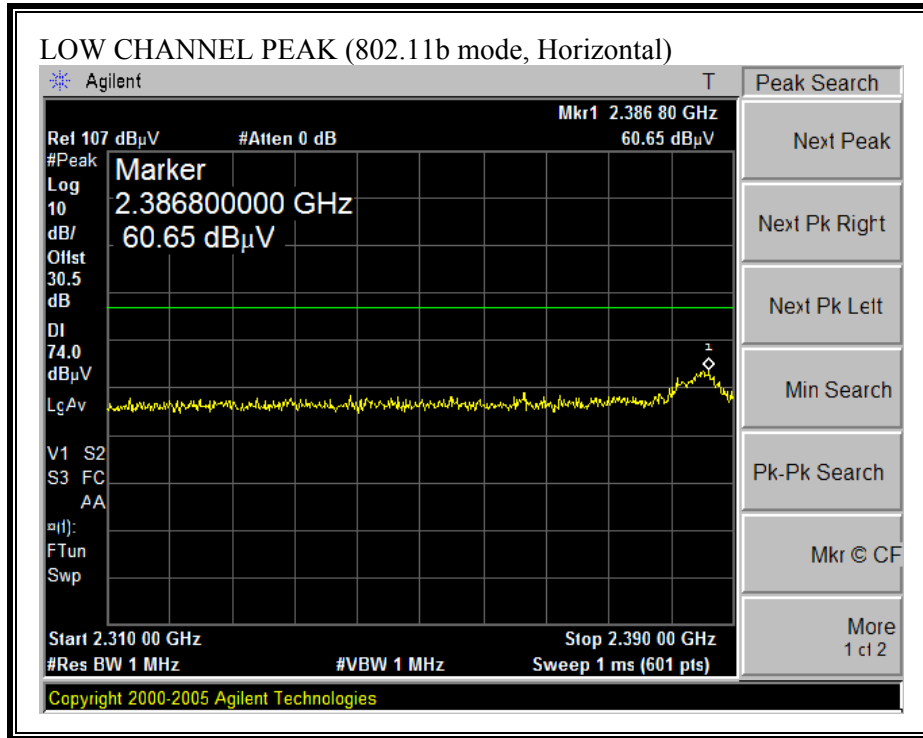 LOW CHANNEL PEAK (802.11b mode, Horizontal)
Agilent T
Peak Search
Mkr1 2.386 80 GHz
Ref 107 dBµV #Atten 0 dB 60.65 dBµV
#Peak
Log
10
dB/
Offst
30.5
dB
DI
74.0
dBµV
LgAv
V1 S2
S3 FC
AA
¤(f):
FTun
Swp
Marker
2.386800000 GHz
60.65 dBµV
1
Start 2.310 00 GHz Stop 2.390 00 GHz
#Res BW 1 MHz #VBW 1 MHz Sweep 1 ms (601 pts)
Next Peak
Next Pk Right
Next Pk Left
Min Search
Pk-Pk Search
Mkr © CF
More
1 of 2
Copyright 2000-2005 Agilent Technologies